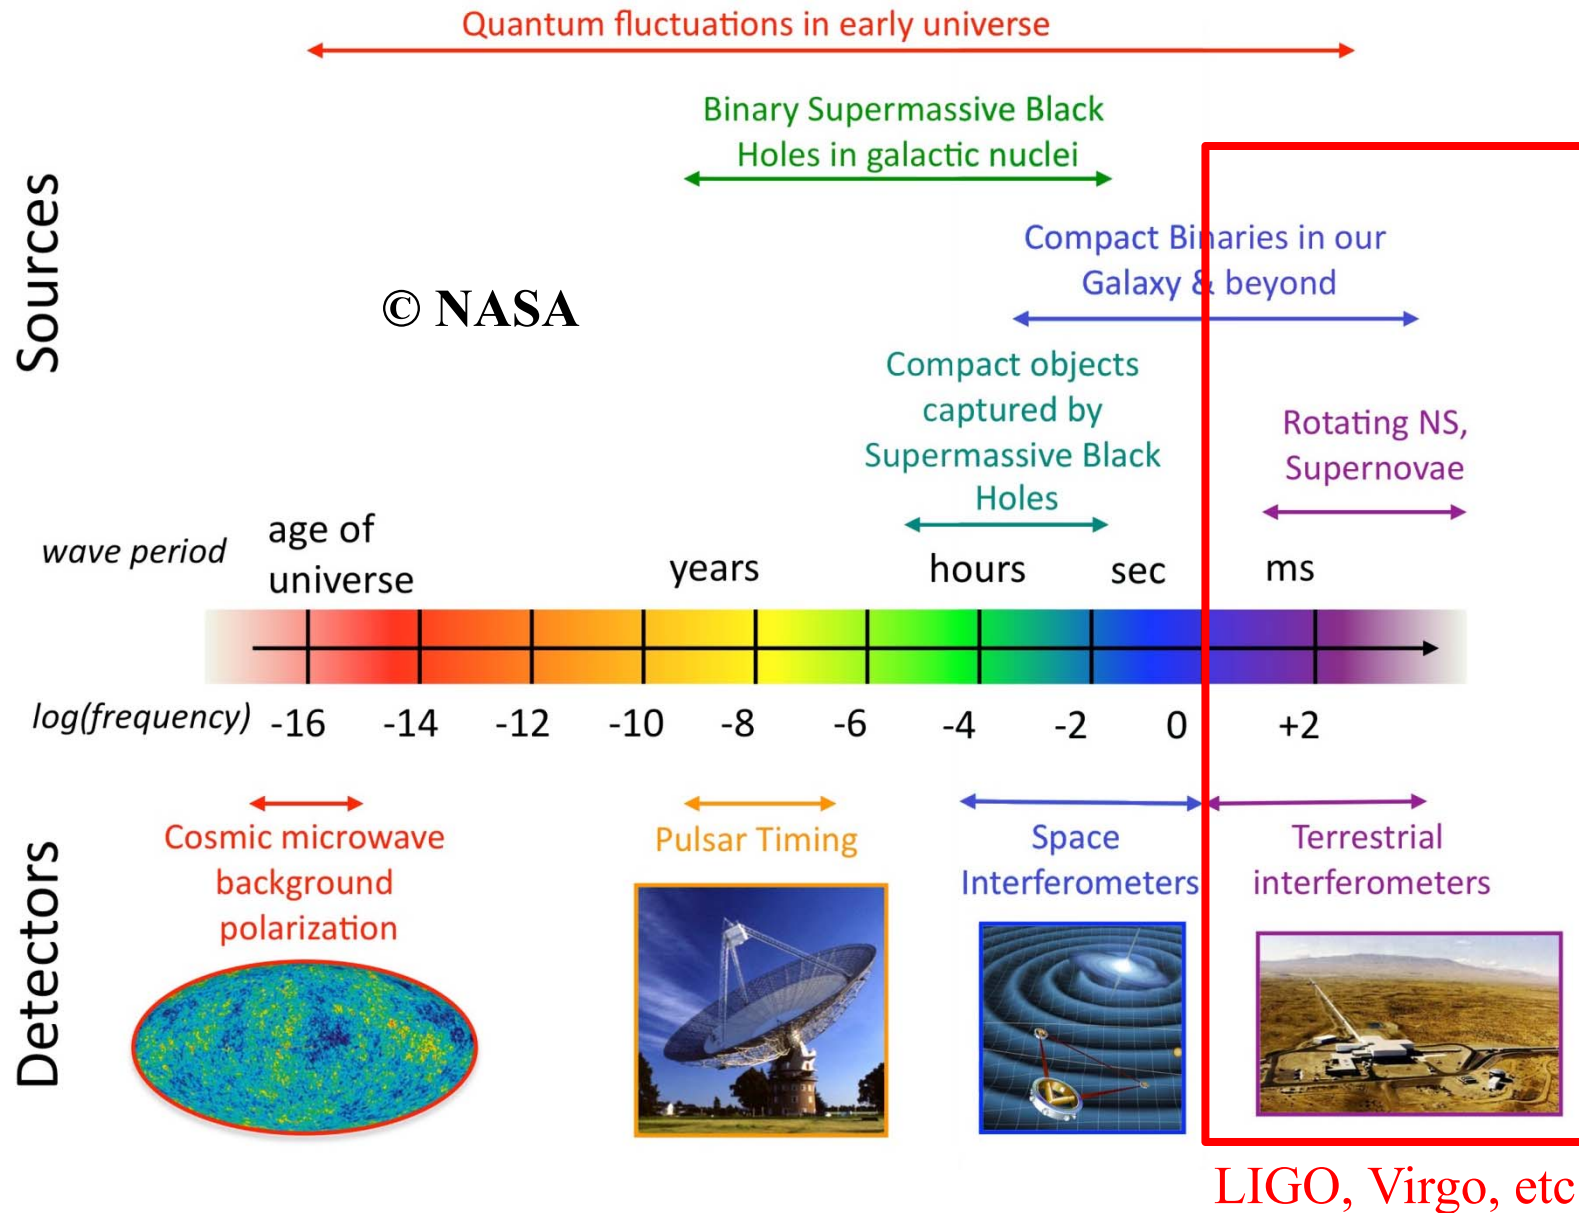 Quantum fluctuations in early universe
Binary Supermassive Black
Holes in galactic nuclei
Sources
Compact Binaries in our
Galaxy & beyond
© NASA
Compact objects
captured by
Supermassive Black
Holes
Rotating NS,
Supernovae
wave period
age of
universe
years
hours
sec
ms
log(frequency)
-16
-14
-12
-10
-8
-6
-4
-2
0
+2
Detectors
Cosmic microwave
background
polarization
Pulsar Timing
Space
Interferometers
Terrestrial
interferometers
LIGO, Virgo, etc